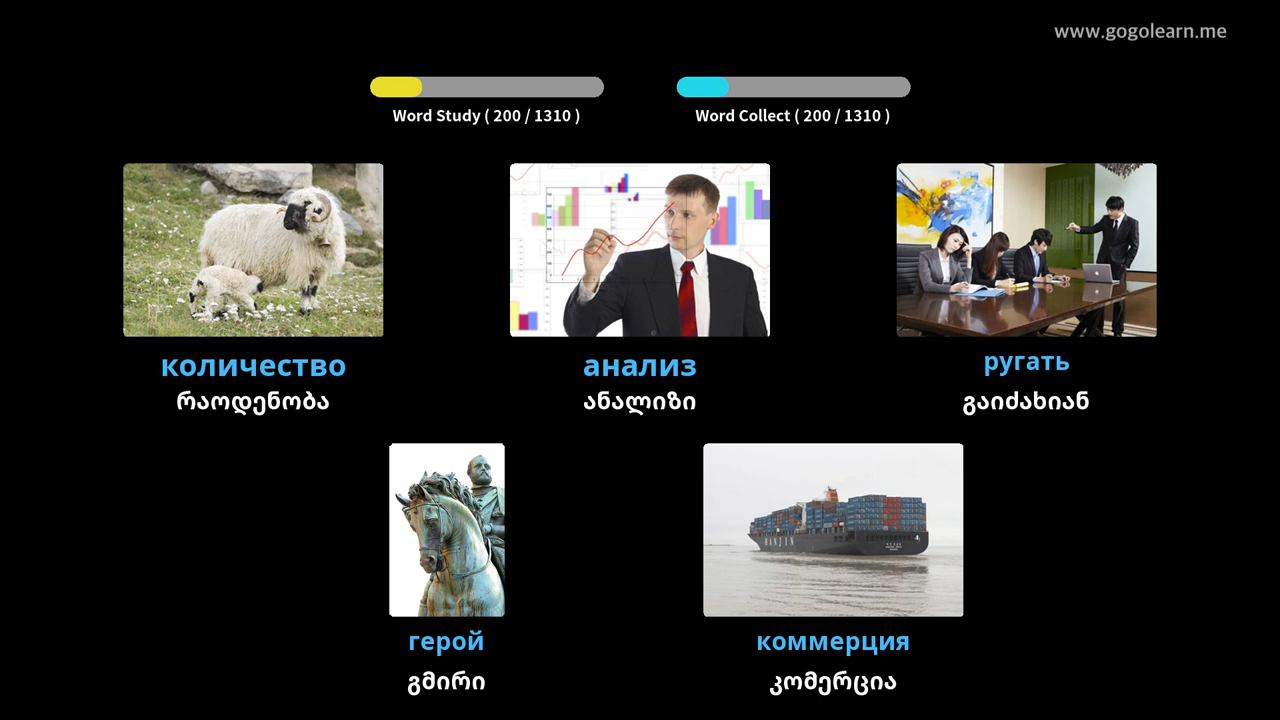 www.gogolearn.me
Word Study ( 200 / 1310 )
Word Collect ( 200 / 1310 )
количество
რაოდენობა
анализ
ანალიზი
ругать
გაიძახიან
HANJIN
герой
გმირი
коммерция
კომერცია